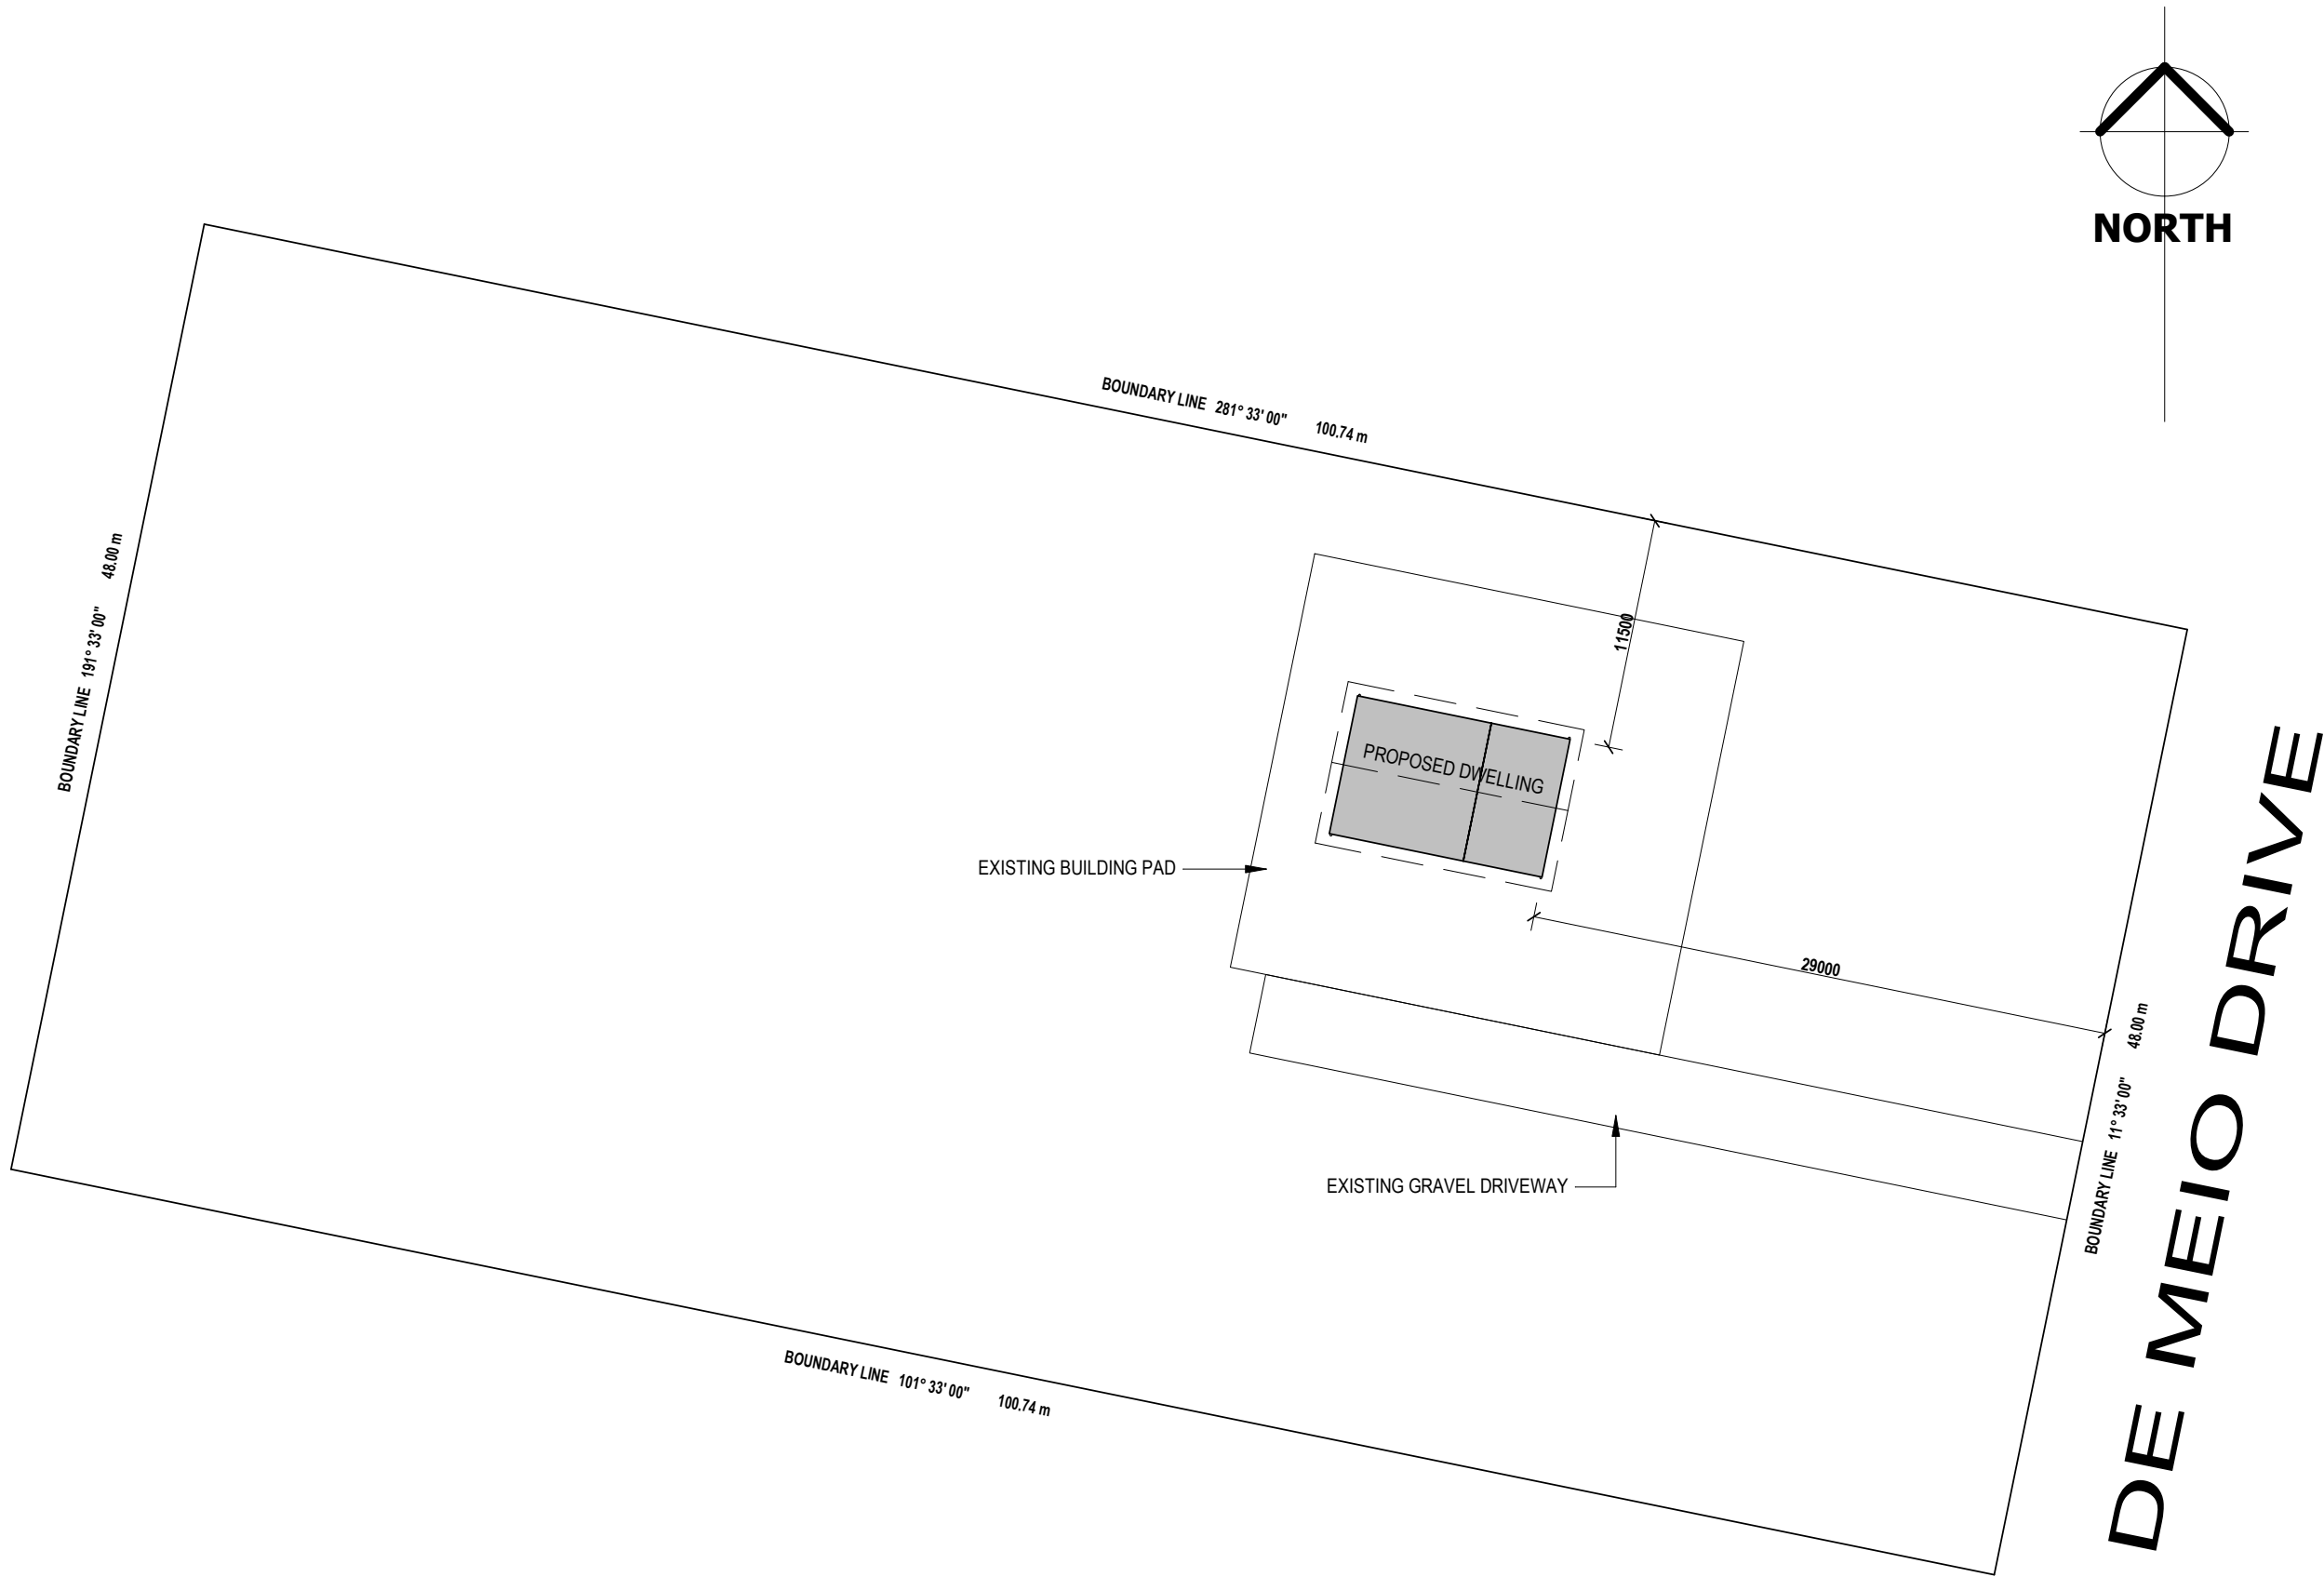 NORTH
BOUNDARY LINE 281° 33' 00" 100.74 m
BOUNDARY LINE 191° 33' 00" 48.00 m
11500
PROPOSED DWELLING
EXISTING BUILDING PAD
29000
BOUNDARY LINE 11° 33' 00" 48.00 m
DE MEIO DRIVE
EXISTING GRAVEL DRIVEWAY
BOUNDARY LINE 101° 33' 00" 100.74 m